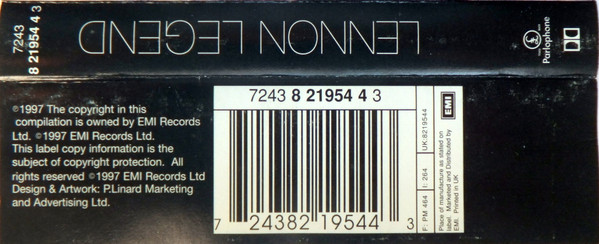 7243
8 21954 4 3
LENNON LEGEND
Parlophone
7243 8 21954 4 3
℗1997 The copyright in this
compilation is owned by EMI Records
Ltd. ©1997 EMI Records Ltd.
This label copy information is the
subject of copyright protection. All
rights reserved ©1997 EMI Records Ltd
Design & Artwork: P.Linard Marketing
and Advertising Ltd.
7 24382 19544 3
F: PM 464
I: 264
UK:8219544
Place of manufacture as stated on
label. Marketed and Distributed by
EMI. Printed in UK
EMI